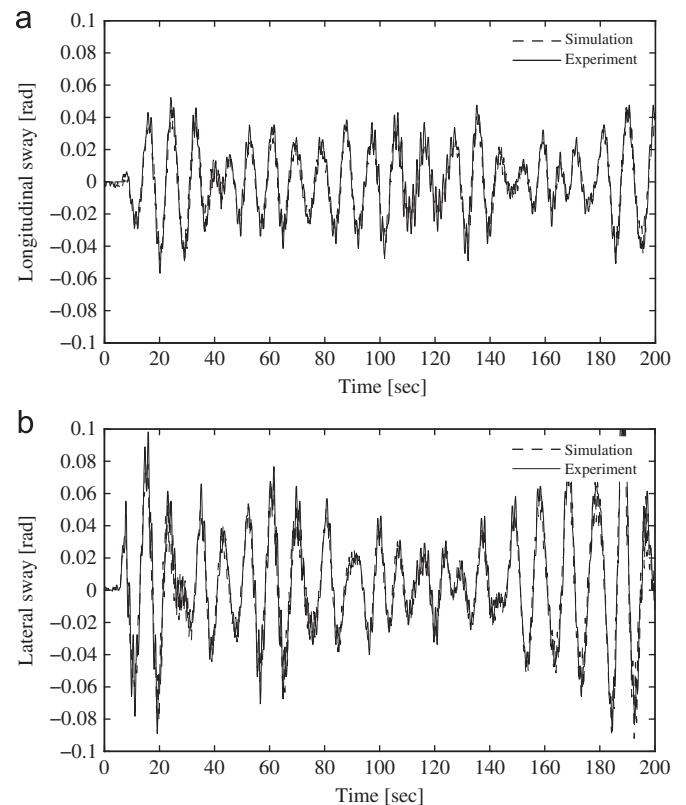 a
0.1
0.08
0.06
0.04
0.02
0
−0.02
−0.04
−0.06
−0.08
−0.1
Longitudinal sway [rad]
Simulation
Experiment
0 20 40 60 80 100 120 140 160 180 200
Time [sec]
b
0.1
0.08
0.06
0.04
0.02
0
−0.02
−0.04
−0.06
−0.08
−0.1
Lateral sway [rad]
Simulation
Experiment
0 20 40 60 80 100 120 140 160 180 200
Time [sec]